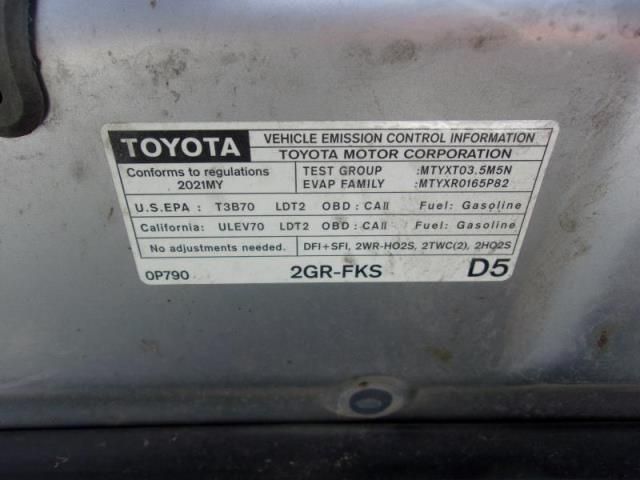 TOYOTA
VEHICLE EMISSION CONTROL INFORMATION
TOYOTA MOTOR CORPORATION
Conforms to regulations
2021MY
TEST GROUP :MTYXT03.5M5N
EVAP FAMILY :MTYXR0165P82
U.S.EPA : T3B70 LDT2 OBD : CAII Fuel: Gasoline
California: ULEV70 LDT2 OBD : CAII Fuel: Gasoline
No adjustments needed. DFI+SFI, 2WR-HO2S, 2TWC(2), 2HO2S
0P790 2GR-FKS D5